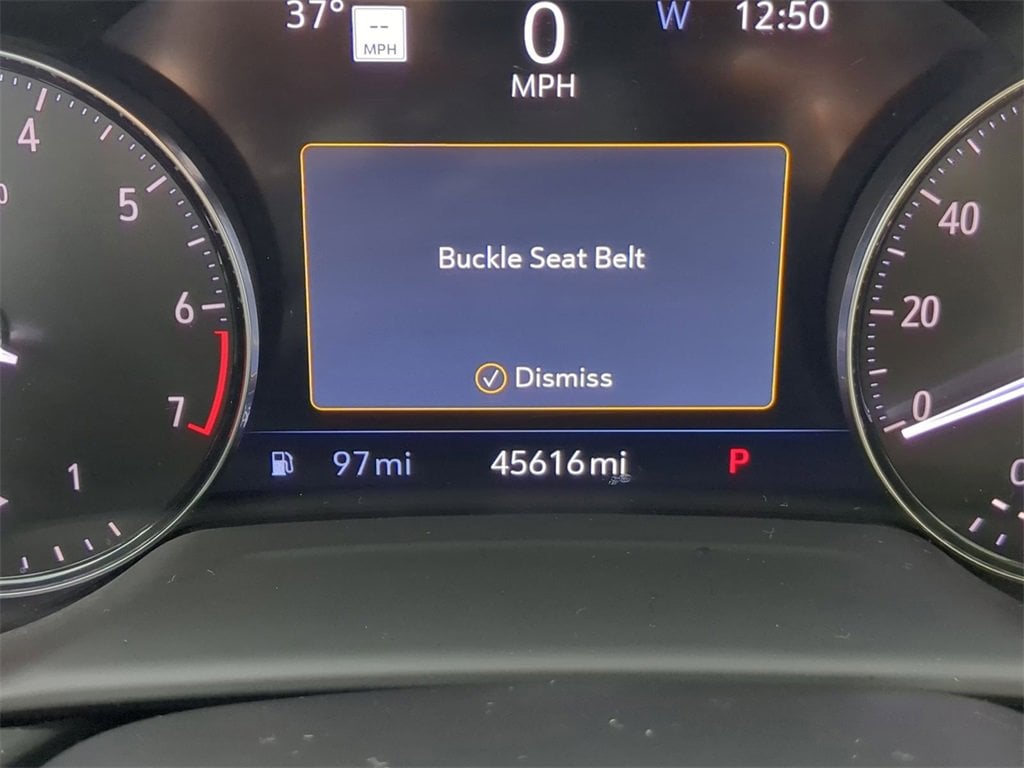 37° -- 0 W 12:50
MPH
MPH
4
5
6
7
1
Buckle Seat Belt
Dismiss
40
20
0
97mi 45616mi P